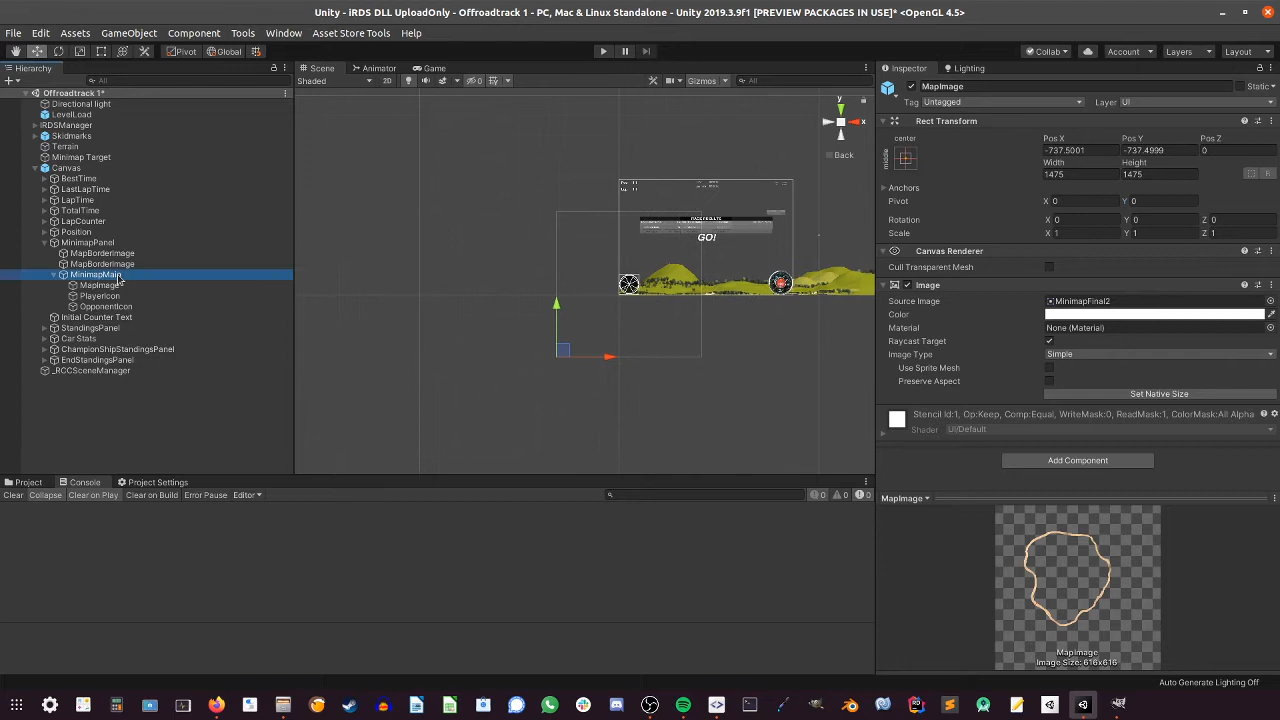 Unity - iRDS DLL UploadOnly - Offroadtrack 1 - PC, Mac & Linux Standalone - Unity 2019.3.9f1 [PREVIEW PACKAGES IN USE]* <OpenGL 4.5>
File Edit Assets GameObject Component Tools Window Asset Store Tools Help
Pivot Global Collab Account Layers Layout
Hierarchy
All
Offroadtrack 1*
Directional light
LevelLoad
IRDSManager
Skidmarks
Terrain
Minimap Target
Canvas
BestTime
LastLapTime
LapTime
TotalTime
LapCounter
Position
MinimapPanel
MapBorderImage
MapBorderImage
MinimapMain
MapImage
PlayerIcon
OpponentIcon
Initial Counter Text
StandingsPanel
Car Stats
ChampionShipStandingsPanel
EndStandingsPanel
_RCCSceneManager
Scene Animator Game
Shaded 2D 0 Gizmos All
y
x
Back
RACE RESULTS
GO!
Project Console Project Settings
Clear Collapse Clear on Play Clear on Build Error Pause Editor 0 0 0
Inspector Lighting
MapImage Static
Tag Untagged Layer UI
Rect Transform
center
middle
Pos X Pos Y Pos Z
-737.5001 -737.4999 0
Width Height
1475 1475
R
Anchors
Pivot X 0 Y 0
Rotation X 0 Y 0 Z 0
Scale X 1 Y 1 Z 1
Canvas Renderer
Cull Transparent Mesh
Image
Source Image MinimapFinal2
Color
Material None (Material)
Raycast Target
Image Type Simple
Use Sprite Mesh
Preserve Aspect
Set Native Size
Stencil Id:1, Op:Keep, Comp:Equal, WriteMask:0, ReadMask:1, ColorMask:All Alpha
Shader UI/Default
Add Component
MapImage
MapImage
Image Size: 616x616
Auto Generate Lighting Off